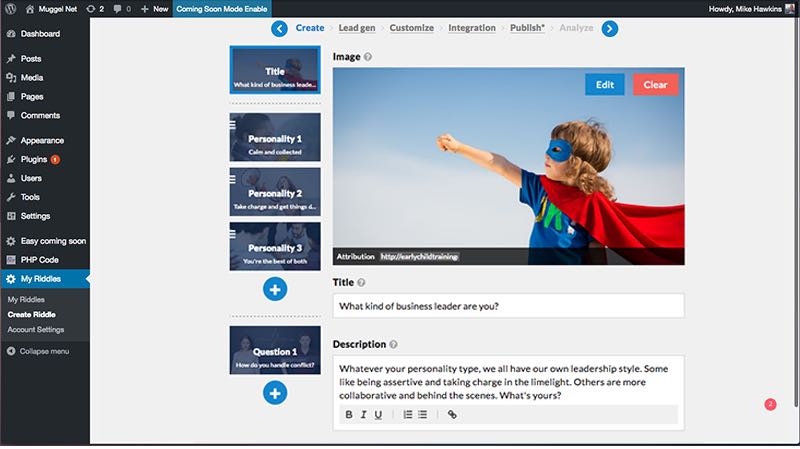 Muggel Net 2 0 + New Coming Soon Mode Enable Howdy, Mike Hawkins
Dashboard
Posts
Media
Pages
Comments
Appearance
Plugins 1
Users
Tools
Settings
Easy coming soon
PHP Code
My Riddles
My Riddles
Create Riddle
Account Settings
Collapse menu
Create Lead gen Customize Integration Publish* Analyze
Title
What kind of business leade...
Personality 1
Calm and collected
Personality 2
Take charge and get things d...
Personality 3
You're the best of both
Question 1
How do you handle conflict?
Image ?
Edit Clear
Attribution http://earlychildtraining
Title ?
What kind of business leader are you?
Description ?
Whatever your personality type, we all have our own leadership style. Some
like being assertive and taking charge in the limelight. Others are more
collaborative and behind the scenes. What's yours?
B I U
2